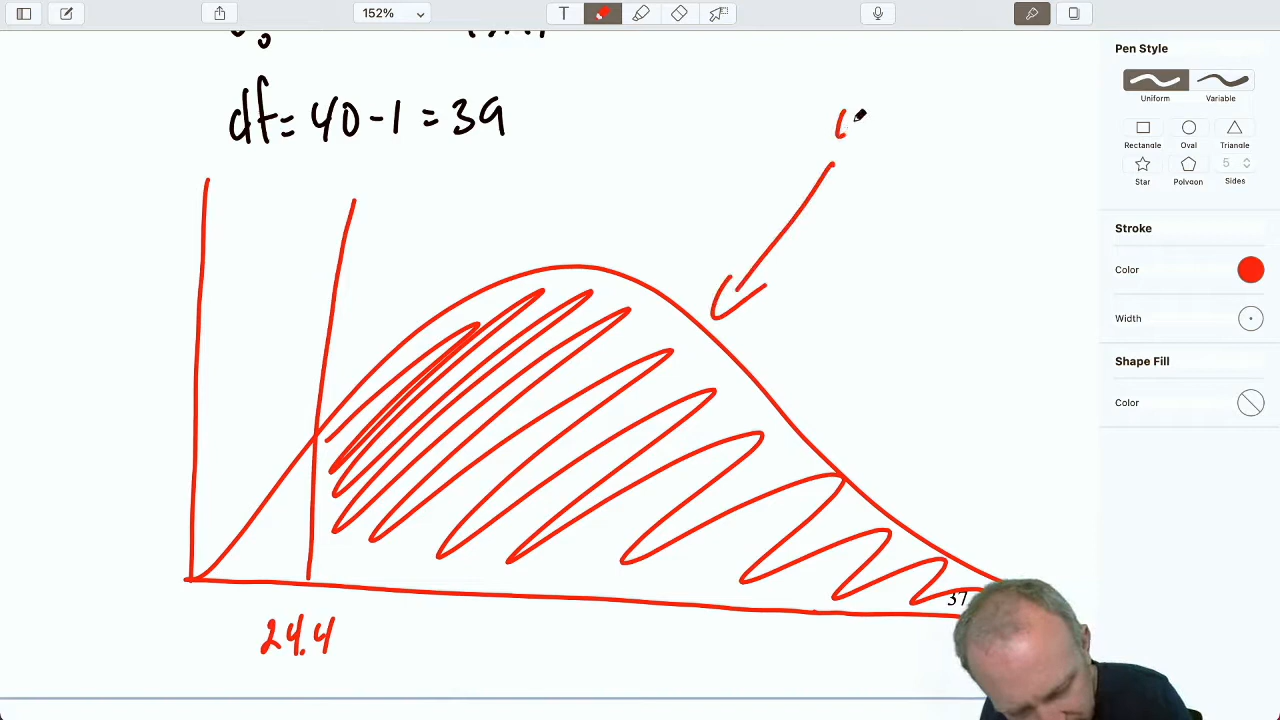 152%
T
Pen Style
Uniform
Variable
Rectangle
Oval
Triangle
Star
Polygon
5
Sides
Stroke
Color
Width
Shape Fill
Color
df = 40 - 1 = 39
24.4
37